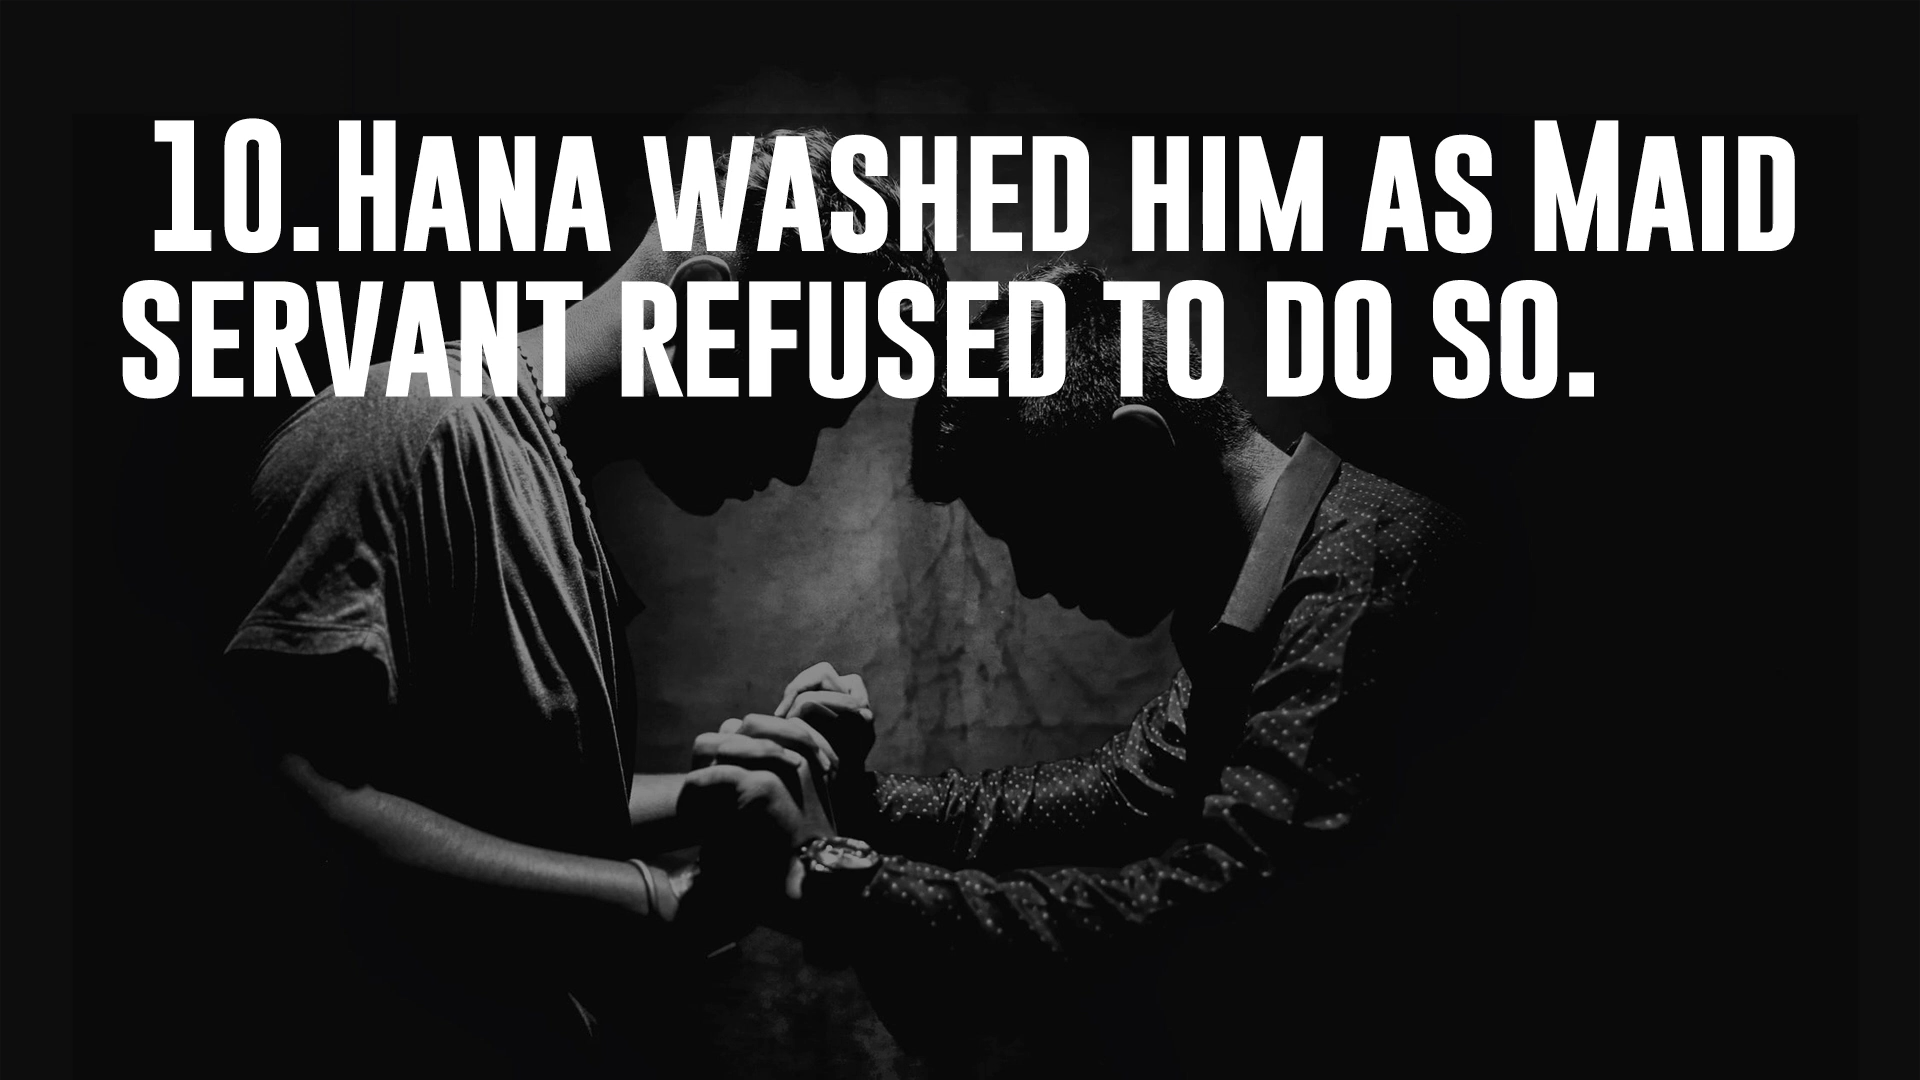 10. Hana washed him as Maid
servant refused to do so.